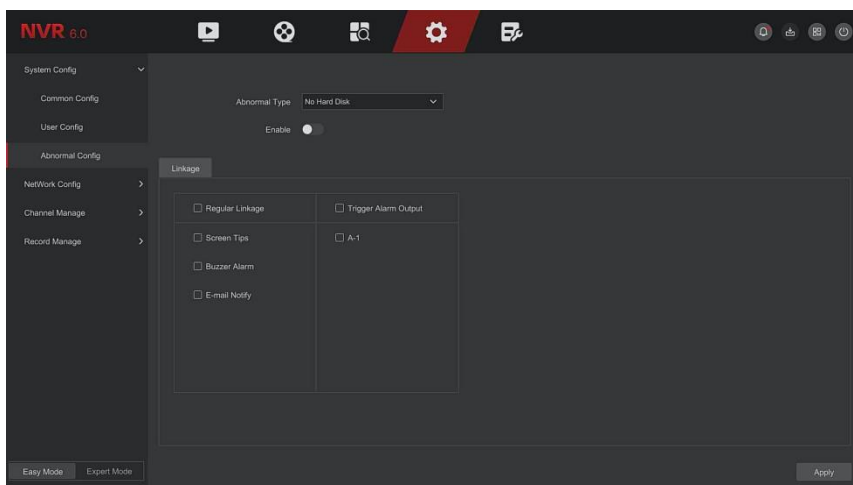 NVR 6.0
System Config
Common Config
User Config
Abnormal Config
NetWork Config
Channel Manage
Record Manage
Abnormal Type No Hard Disk
Enable
Linkage
Regular Linkage Trigger Alarm Output
Screen Tips A-1
Buzzer Alarm
E-mail Notify
Easy Mode Expert Mode
Apply